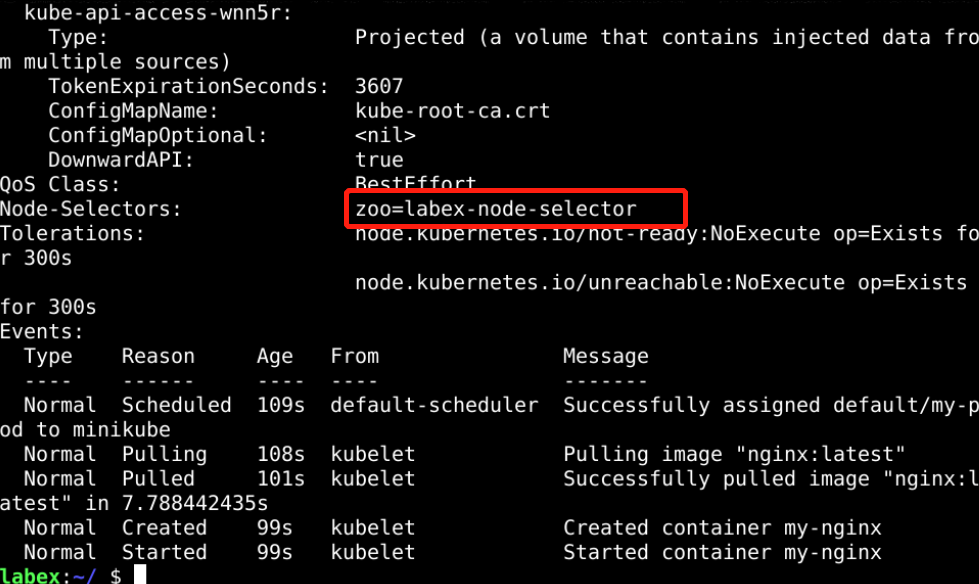 kube-api-access-wnn5r:
    Type:                    Projected (a volume that contains injected data fro
m multiple sources)
    TokenExpirationSeconds:  3607
    ConfigMapName:           kube-root-ca.crt
    ConfigMapOptional:       <nil>
    DownwardAPI:             true
QoS Class:                   BestEffort
Node-Selectors:              zoo=labex-node-selector
Tolerations:                 node.kubernetes.io/not-ready:NoExecute op=Exists fo
r 300s
                             node.kubernetes.io/unreachable:NoExecute op=Exists
for 300s
Events:
  Type    Reason     Age   From               Message
  ----    ------     ----  ----               -------
  Normal  Scheduled  109s  default-scheduler  Successfully assigned default/my-p
od to minikube
  Normal  Pulling    108s  kubelet            Pulling image "nginx:latest"
  Normal  Pulled     101s  kubelet            Successfully pulled image "nginx:l
atest" in 7.788442435s
  Normal  Created    99s   kubelet            Created container my-nginx
  Normal  Started    99s   kubelet            Started container my-nginx
labex:~/ $